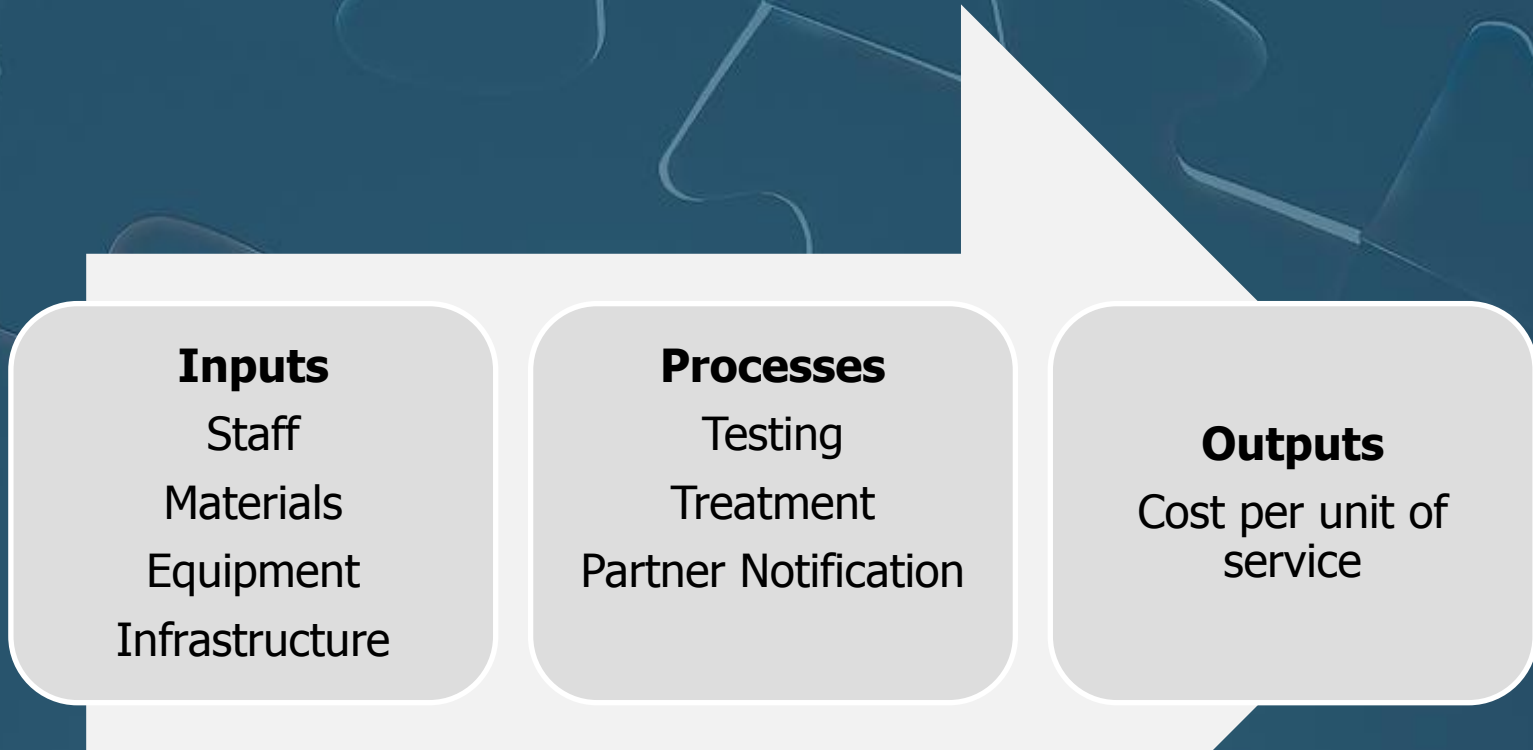 Inputs
Staff
Materials
Equipment
Infrastructure
Processes
Testing
Treatment
Partner Notification
Outputs
Cost per unit of
service